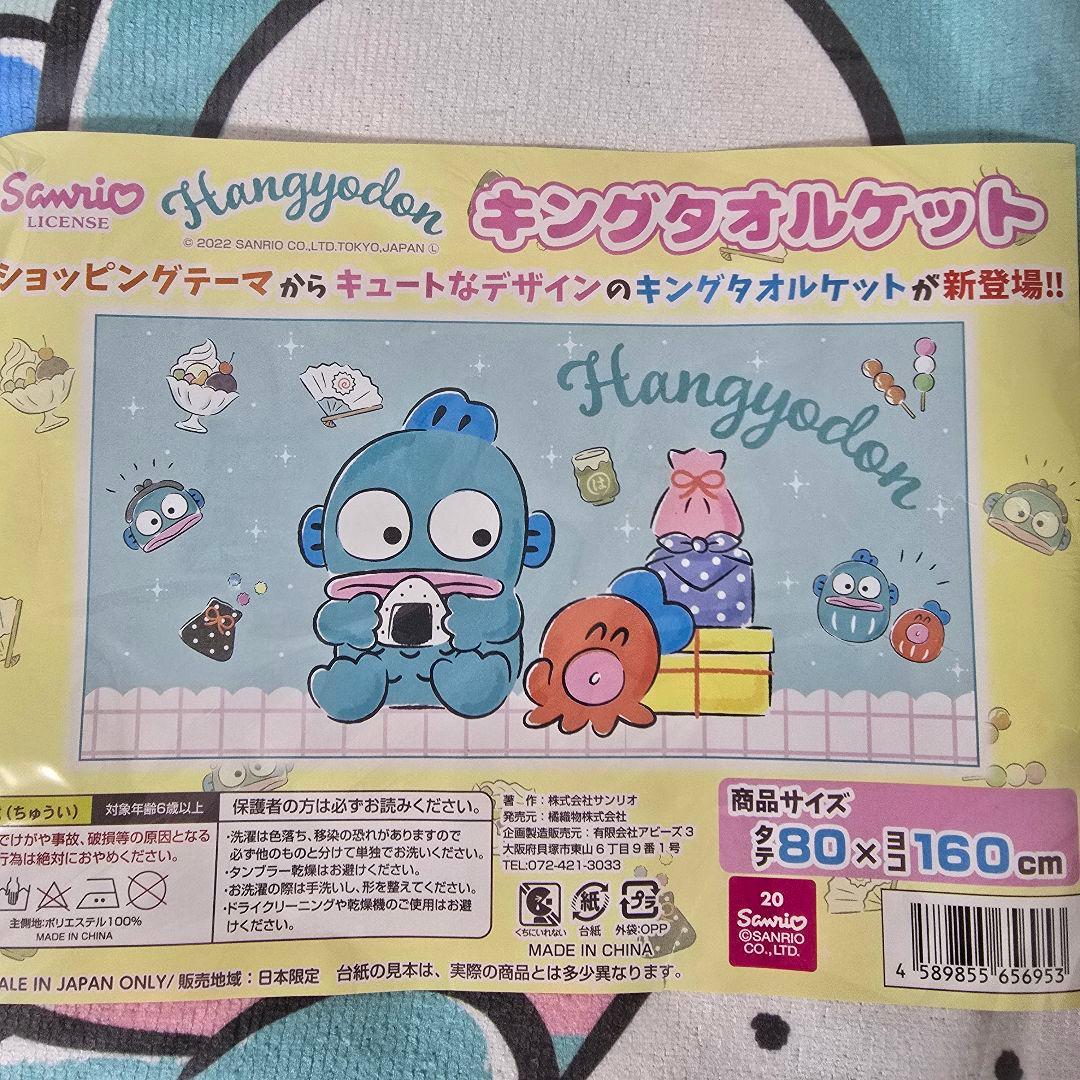 Sanrio
LICENSE
Hangyodon
© 2022 SANRIO CO.,LTD.TOKYO,JAPAN Ⓛ
キングタオルケット
ショッピングテーマからキュートなデザインのキングタオルケットが新登場!!
Hangyodon
は
(ちゅうい) 対象年齢6歳以上
でけがや事故、破損等の原因となる
行為は絶対におやめください。
主側地:ポリエステル100%
MADE IN CHINA
保護者の方は必ずお読みください。
・洗濯は色落ち、移染の恐れがありますので
必ず他のものと分けて単独でお洗いください。
・タンブラー乾燥はお避けください。
・お洗濯の際は手洗いし、形を整えてください。
・ドライクリーニングや乾燥機のご使用はお避
けください。
著作:株式会社サンリオ
発売元:橘織物株式会社
企画製造販売元:有限会社アピーズ3
大阪府貝塚市東山6丁目9番1号
TEL:072-421-3033
くちにいれない
紙
台紙
プラ
外袋:OPP
MADE IN CHINA
商品サイズ
タテ80×ヨコ160cm
20
Sanrio
©SANRIO
CO.,LTD.
4 589855 656953
ALE IN JAPAN ONLY/ 販売地域:日本限定 台紙の見本は、実際の商品とは多少異なります。